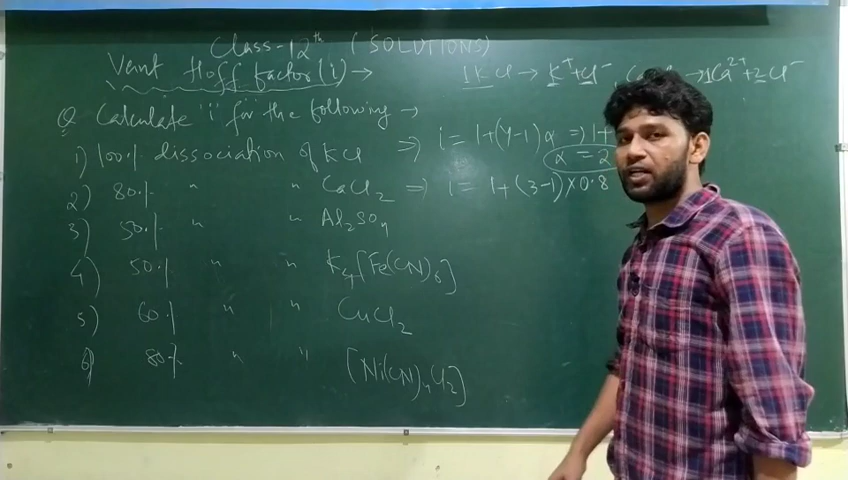 Class-12th (SOLUTIONS)
Vant Hoff factor (i) →
1KCl → K⁺+Cl⁻, → 1Ca²⁺+2Cl⁻
Q Calculate "i" for the following →
1) 100% dissociation of KCl ⇒ i = 1+(y-1)α = 1+
α = 2
2) 80% " " CaCl₂ ⇒ i = 1+(3-1)×0.8
3) 50% " " Al₂SO₄
4) 50% " " K₄[Fe(CN)₆]
5) 60% " " CuCl₂
6) 80% " " [Ni(CN)₄Cl₂]